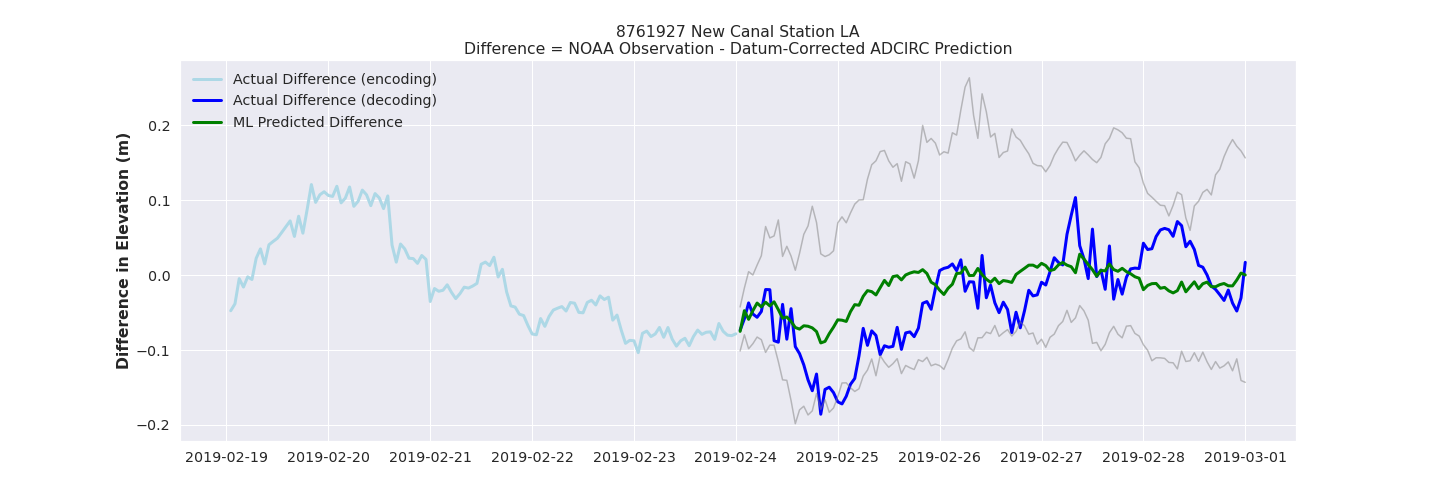 8761927 New Canal Station LA
Difference = NOAA Observation - Datum-Corrected ADCIRC Prediction
Actual Difference (encoding)
Actual Difference (decoding)
ML Predicted Difference
Difference in Elevation (m)
0.2
0.1
0.0
−0.1
−0.2
2019-02-19 2019-02-20 2019-02-21 2019-02-22 2019-02-23 2019-02-24 2019-02-25 2019-02-26 2019-02-27 2019-02-28 2019-03-01